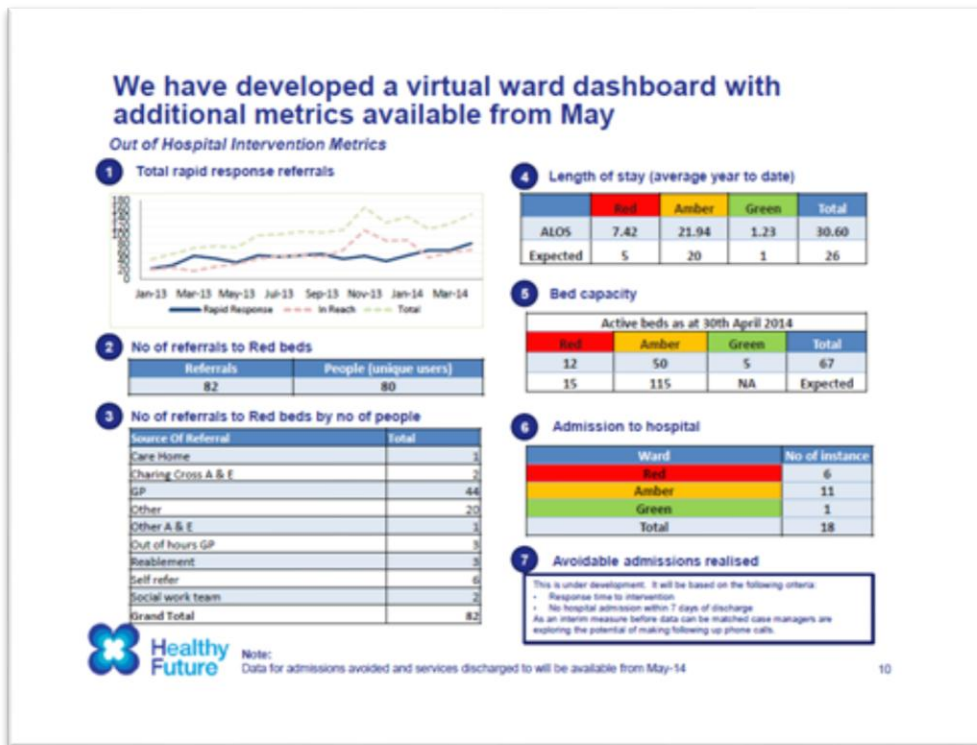 We have developed a virtual ward dashboard with
additional metrics available from May
Out of Hospital Intervention Metrics
1 Total rapid response referrals
180
160
140
120
100
80
60
40
20
0
Jan-13 Mar-13 May-13 Jul-13 Sep-13 Nov-13 Jan-14 Mar-14
Rapid Response In Reach Total
2 No of referrals to Red beds
Referrals People (unique users)
82 80
3 No of referrals to Red beds by no of people
Source Of Referral Total
Care Home 1
Charing Cross A & E 2
GP 44
Other 20
Other A & E 1
Out of hours GP 3
Reablement 3
Self refer 6
Social work team 2
Grand Total 82
4 Length of stay (average year to date)
Red Amber Green Total
ALOS 7.42 21.94 1.23 30.60
Expected 5 20 1 26
5 Bed capacity
Active beds as at 30th April 2014
Red Amber Green Total
12 50 5 67
15 115 NA Expected
6 Admission to hospital
Ward No of instance
Red 6
Amber 11
Green 1
Total 18
7 Avoidable admissions realised
This is under development. It will be based on the following criteria:
• Response time to intervention
• No hospital admission within 7 days of discharge
As an interim measure before data can be matched case managers are
exploring the potential of making following up phone calls.
Healthy
Future
Note:
Data for admissions avoided and services discharged to will be available from May-14
10